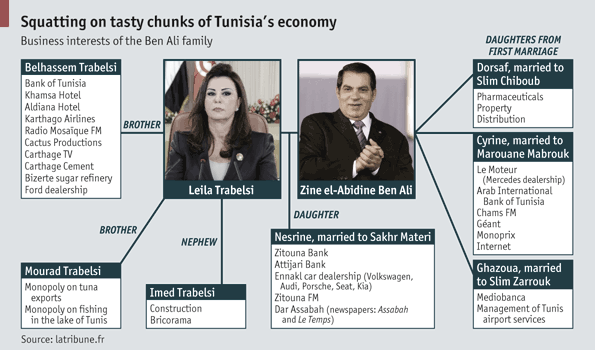 Squatting on tasty chunks of Tunisia's economy
Business interests of the Ben Ali family
Belhassem Trabelsi
Bank of Tunisia
Khamsa Hotel
Aldiana Hotel
Karthago Airlines
Radio Mosaïque FM
Cactus Productions
Carthage TV
Carthage Cement
Bizerte sugar refinery
Ford dealership
BROTHER
Leila Trabelsi
Zine el-Abidine Ben Ali
DAUGHTERS FROM
FIRST MARRIAGE
Dorsaf, married to
Slim Chiboub
Pharmaceuticals
Property
Distribution
Cyrine, married to
Marouane Mabrouk
Le Moteur
(Mercedes dealership)
Arab International
Bank of Tunisia
Chams FM
Géant
Monoprix
Internet
Ghazoua, married
to Slim Zarrouk
Mediobanca
Management of Tunis
airport services
BROTHER
Mourad Trabelsi
Monopoly on tuna
exports
Monopoly on fishing
in the lake of Tunis
NEPHEW
Imed Trabelsi
Construction
Bricorama
DAUGHTER
Nesrine, married to Sakhr Materi
Zitouna Bank
Attijari Bank
Ennakl car dealership (Volkswagen,
Audi, Porsche, Seat, Kia)
Zitouna FM
Dar Assabah (newspapers: Assabah
and Le Temps)
Source: latribune.fr